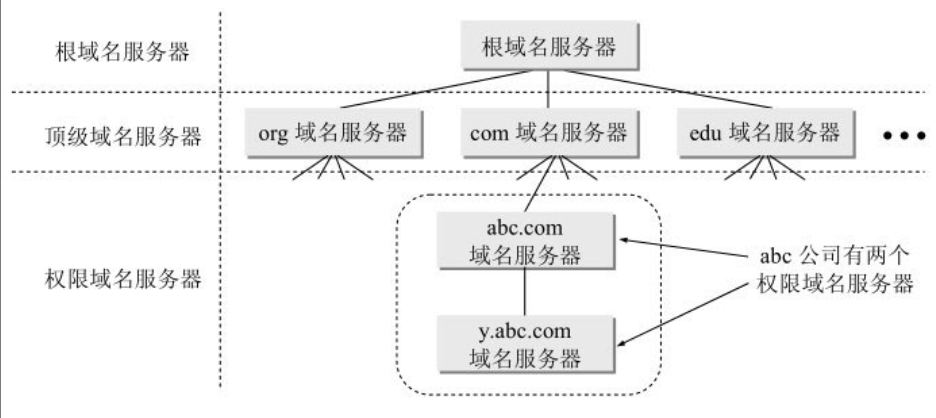 根域名服务器
根域名服务器
顶级域名服务器
org 域名服务器
com 域名服务器
edu 域名服务器
•••
权限域名服务器
abc.com
域名服务器
abc 公司有两个
权限域名服务器
y.abc.com
域名服务器